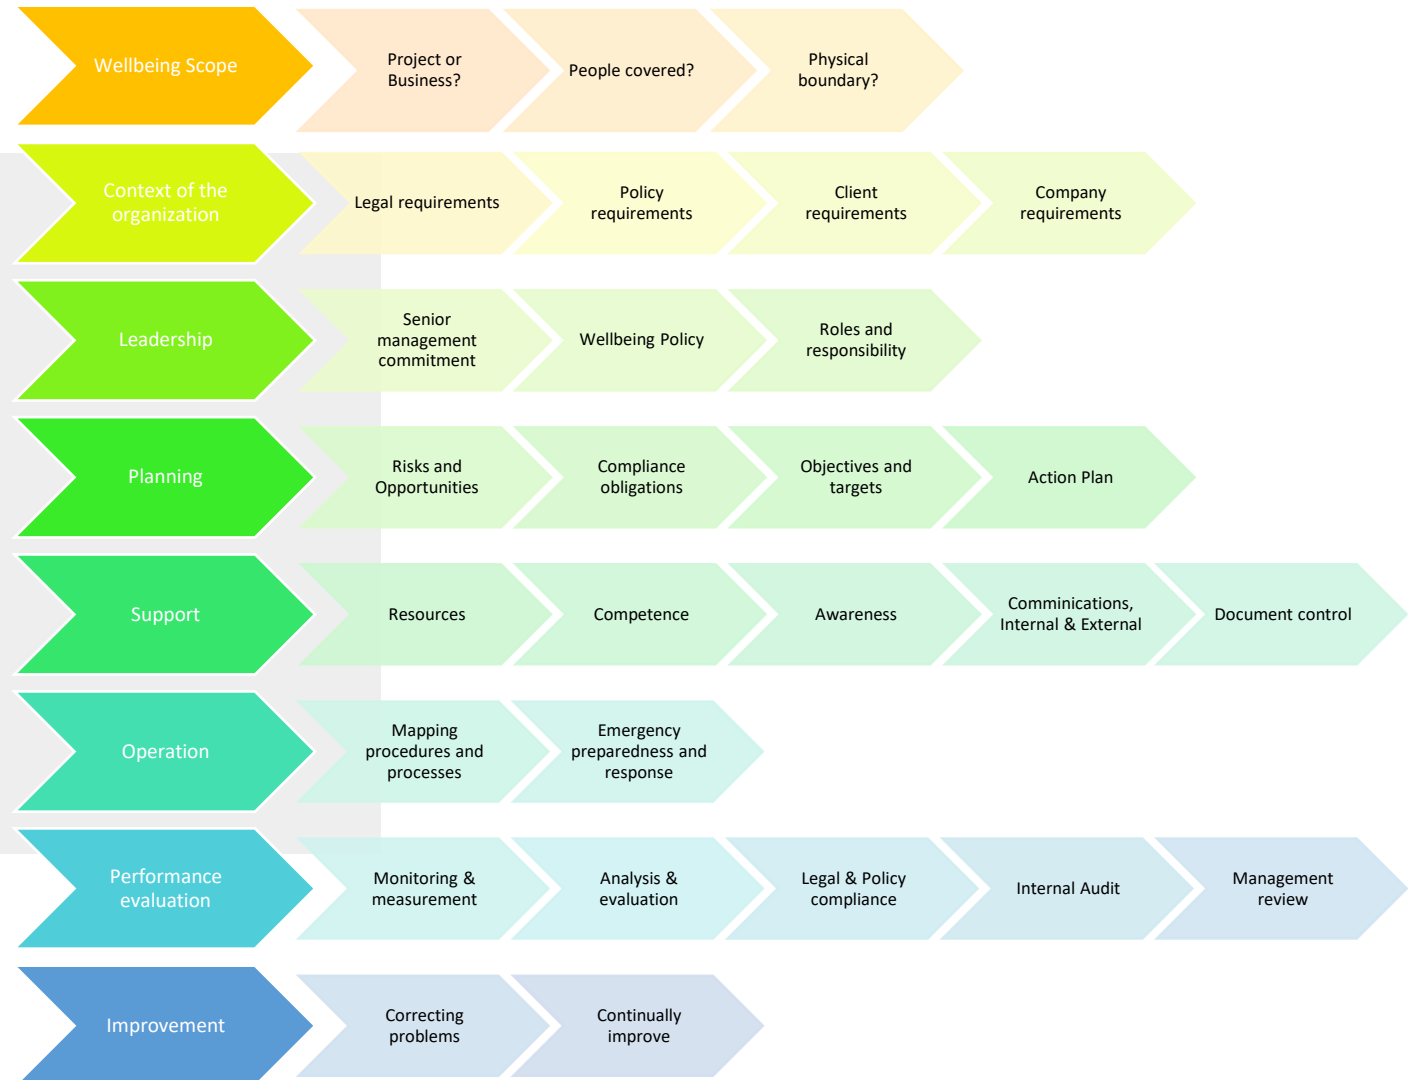 Wellbeing Scope
Project or
Business?
People covered?
Physical
boundary?
Context of the
organization
Legal requirements
Policy
requirements
Client
requirements
Company
requirements
Leadership
Senior
management
commitment
Wellbeing Policy
Roles and
responsibility
Planning
Risks and
Opportunities
Compliance
obligations
Objectives and
targets
Action Plan
Support
Resources
Competence
Awareness
Comminications,
Internal & External
Document control
Operation
Mapping
procedures and
processes
Emergency
preparedness and
response
Performance
evaluation
Monitoring &
measurement
Analysis &
evaluation
Legal & Policy
compliance
Internal Audit
Management
review
Improvement
Correcting
problems
Continually
improve